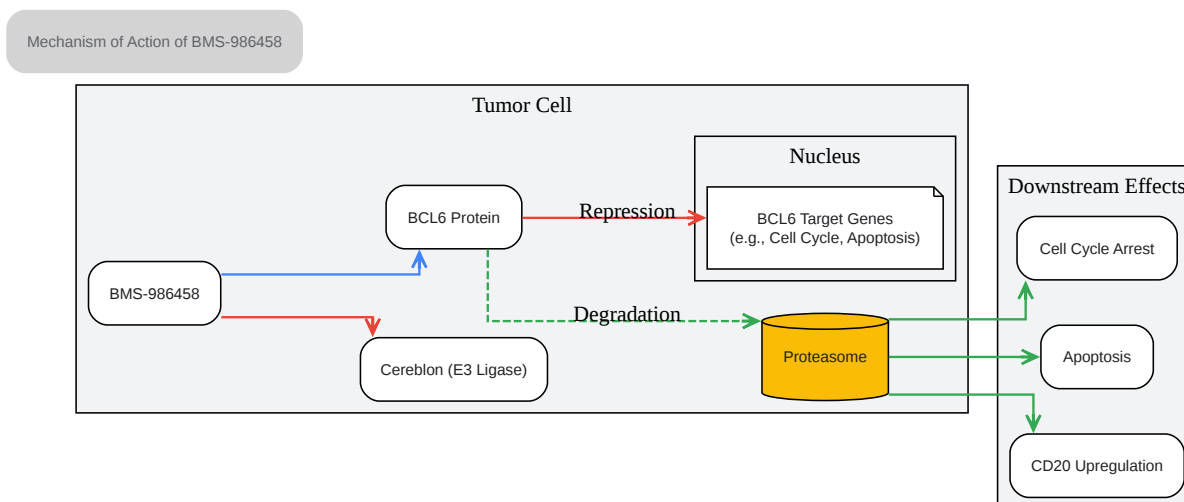 Mechanism of Action of BMS-986458
Tumor Cell
Nucleus
Downstream Effects
BCL6 Protein
Repression
BCL6 Target Genes
(e.g., Cell Cycle, Apoptosis)
Cell Cycle Arrest
BMS-986458
Degradation
Proteasome
Apoptosis
Cereblon (E3 Ligase)
CD20 Upregulation